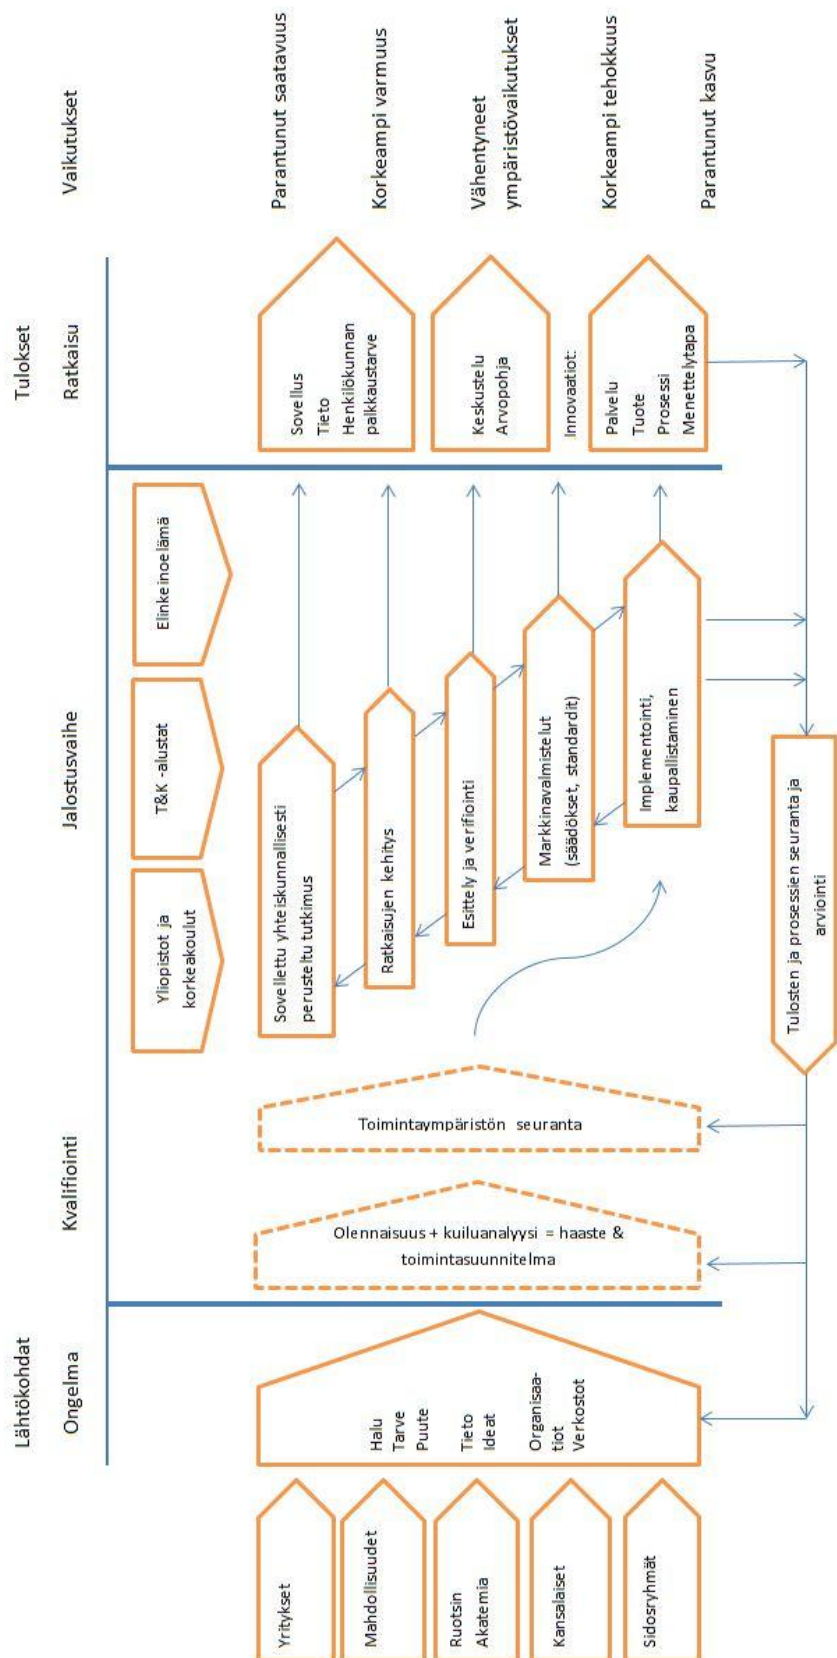 Lähtökohdat
Tulokset
Ongelma
Kvalifiointi
Jalostusvaihe
Ratkaisu
Vaikutukset
Yliopistot ja
korkeakoulut
T&K -alustat
Elinkeinoelämä
Yritykset
Mahdollisuudet
Ruotsin
Akatemia
Kansalaiset
Sidosryhmät
Halu
Tarve
Puute
Tieto
Ideat
Organisaa-
tiot
Verkostot
Olennaisuus + kuiluanalyysi = haaste &
toimintasuunnitelma
Toimintaympäristön seuranta
Sovellettu yhteiskunnallisesti
perusteltu tutkimus
Ratkaisujen kehitys
Esittely ja verifiointi
Markkinavalmistelut
(säädökset, standardit)
Implementointi,
kaupallistaminen
Sovellus
Tieto
Henkilökunnan
palkkaustarve
Keskustelu
Arvopohja
Innovaatiot:
Palvelu
Tuote
Prosessi
Menettelytapa
Parantunut saatavuus
Korkeampi varmuus
Vähentyneet
ympäristövaikutukset
Korkeampi tehokkuus
Parantunut kasvu
Tulosten ja prosessien seuranta ja
arviointi